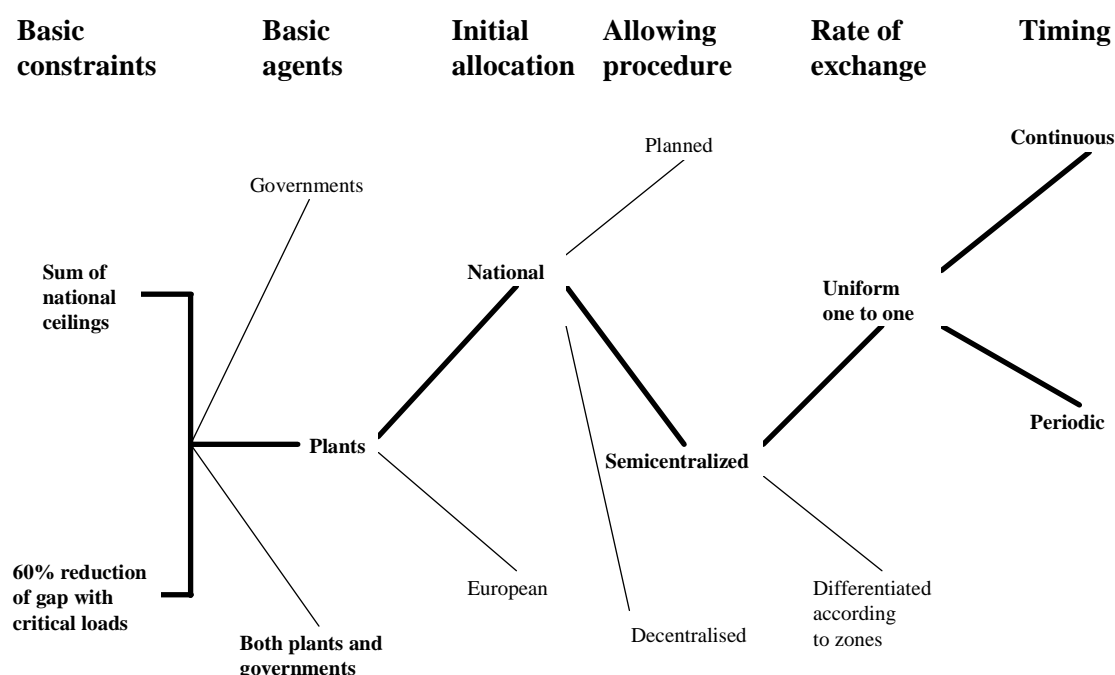 Basic
constraints
Basic
agents
Initial
allocation
Allowing
procedure
Rate of
exchange
Timing
Sum of
national
ceilings
60% reduction
of gap with
critical loads
Governments
Plants
Both plants and
governments
National
European
Planned
Semicentralized
Decentralised
Uniform
one to one
Differentiated
according
to zones
Continuous
Periodic